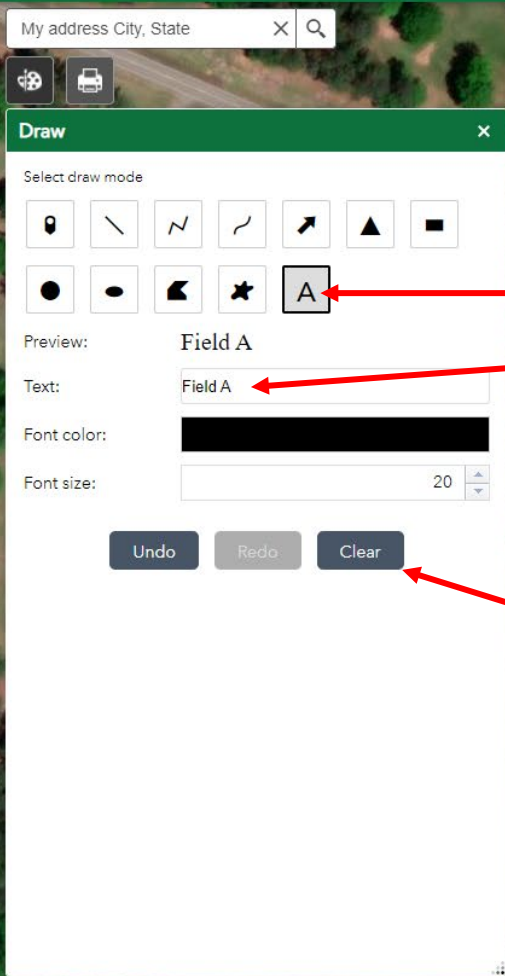 My address City, State
Draw
Select draw mode
A
Preview: Field A
Text: Field A
Font color:
Font size: 20
Undo Redo Clear